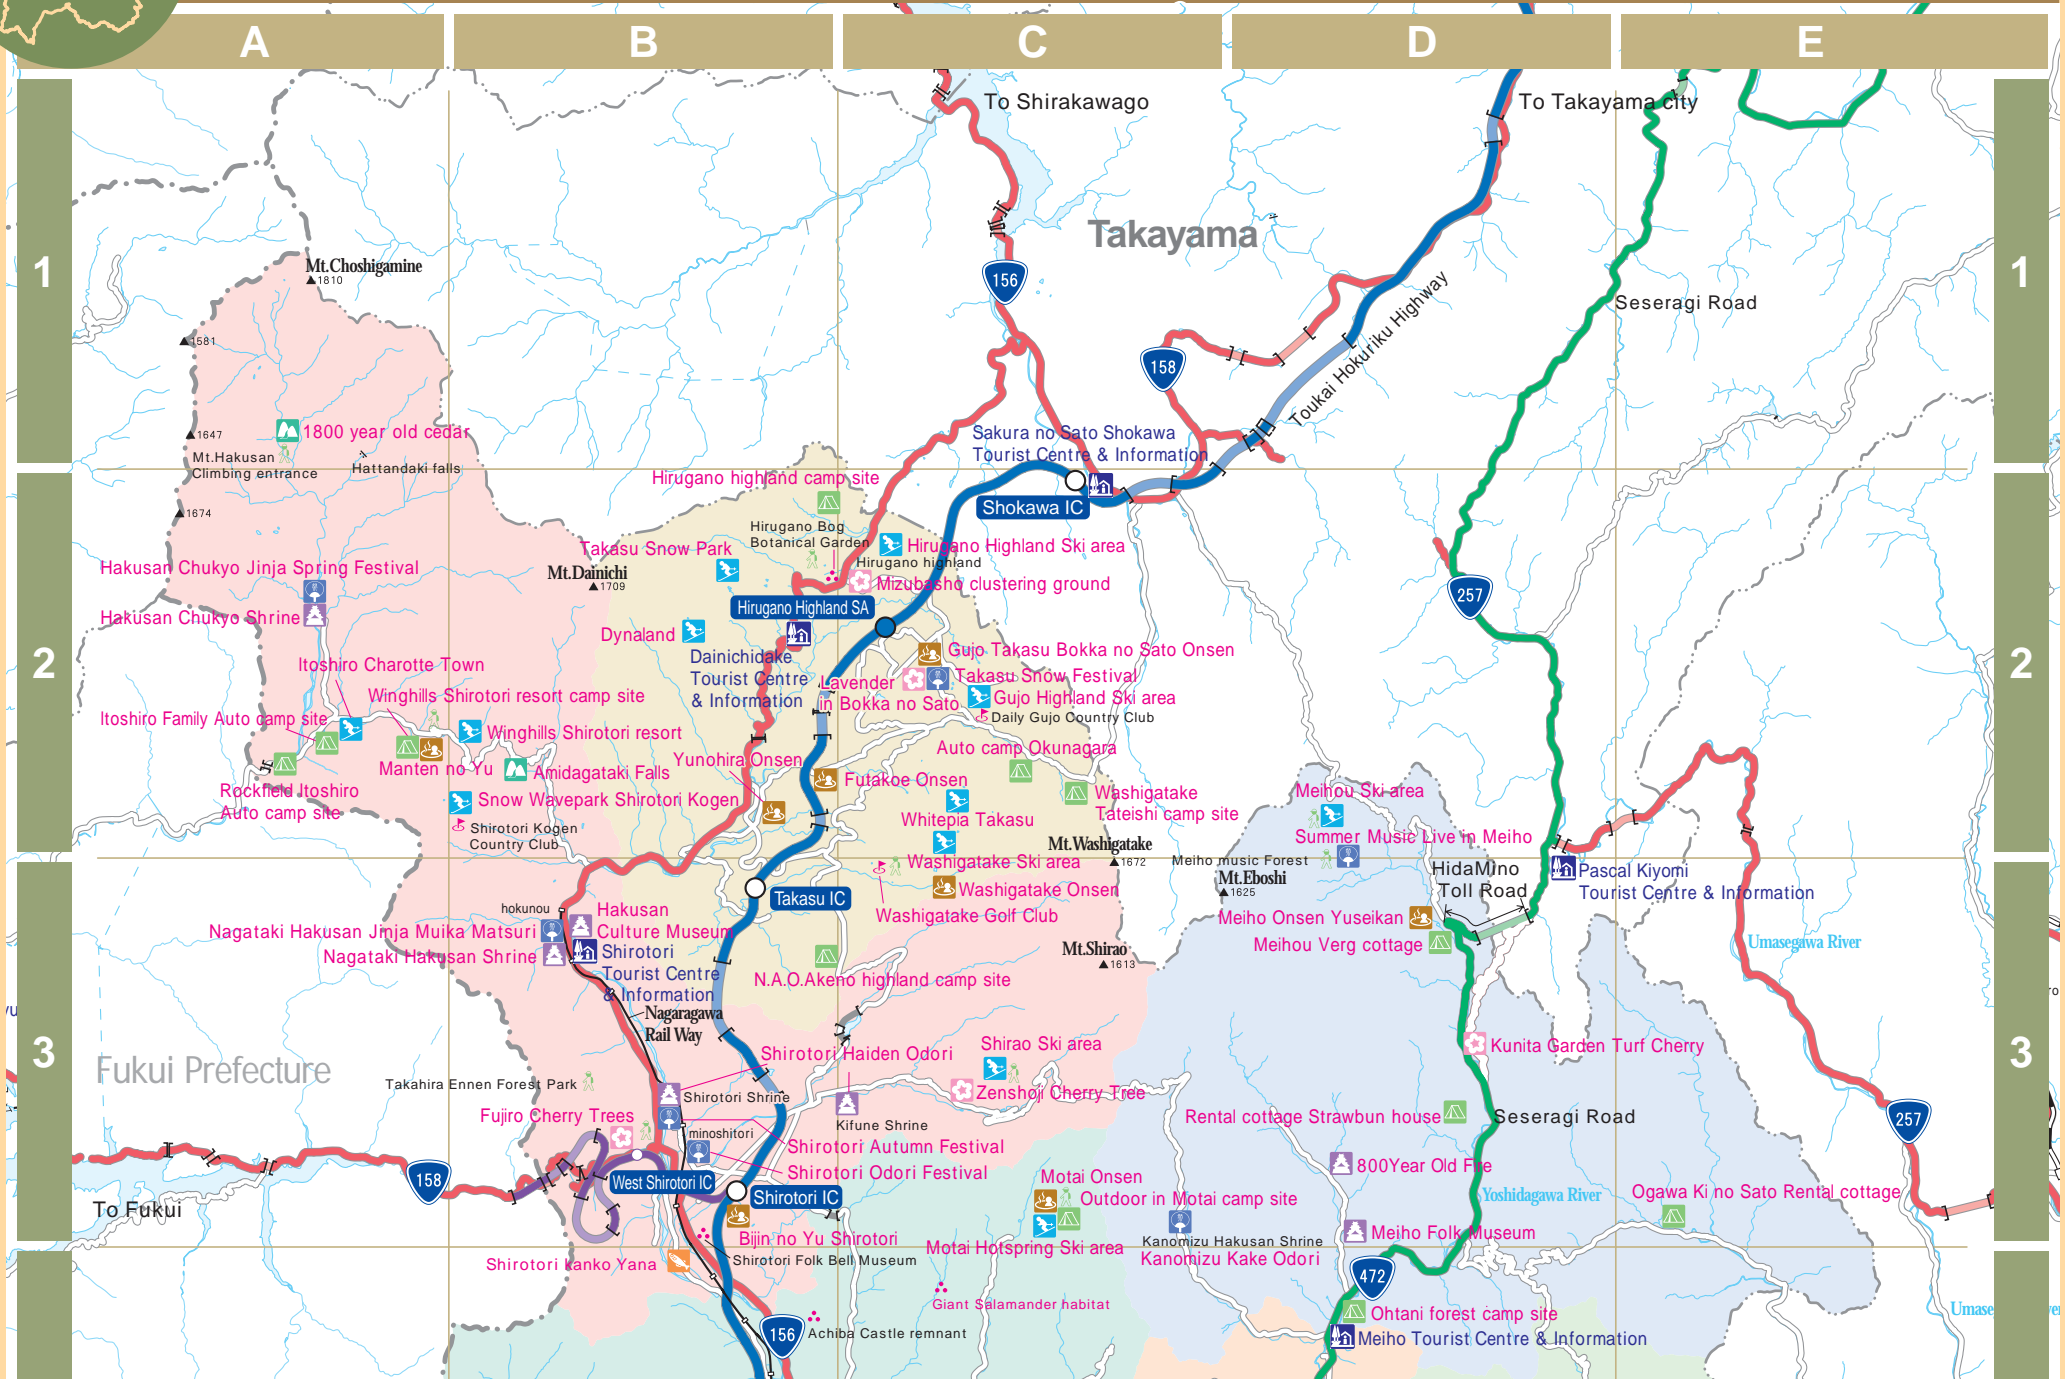 A
B
C
D
E
1
1
2
2
3
3
To Shirakawago
To Takayama city
Takayama
156
158
Seseragi Road
Toukai Hokuriku Highway
Mt.Choshigamine
1810
1581
1647
1674
1800 year old cedar
Mt.Hakusan
Climbing entrance
Hattandaki falls
Sakura no Sato Shokawa
Tourist Centre & Information
Shokawa IC
Hirugano highland camp site
Hirugano Bog
Botanical Garden
Hirugano Highland Ski area
Hirugano highland
Mizubasho clustering ground
Takasu Snow Park
Mt.Dainichi
1709
Hirugano Highland SA
Hakusan Chukyo Jinja Spring Festival
Hakusan Chukyo Shrine
Dynaland
Dainichidake
Tourist Centre
& Information
257
Gujo Takasu Bokka no Sato Onsen
Takasu Snow Festival
Lavender
in Bokka no Sato
Gujo Highland Ski area
Daily Gujo Country Club
Itoshiro Charotte Town
Winghills Shirotori resort camp site
Itoshiro Family Auto camp site
Winghills Shirotori resort
Manten no Yu
Amidagataki Falls
Rockfield Itoshiro
Auto camp site
Snow Wavepark Shirotori Kogen
Shirotori Kogen
Country Club
Yunohira Onsen
Futakoe Onsen
Auto camp Okunagara
Washigatake
Tateishi camp site
Whitepia Takasu
Mt.Washigatake
1672
Washigatake Ski area
Washigatake Onsen
Washigatake Golf Club
Meihou Ski area
Summer Music Live in Meiho
Meiho music Forest
Mt.Eboshi
1625
HidaMino
Toll Road
Pascal Kiyomi
Tourist Centre & Information
Meiho Onsen Yuseikan
Meihou Verg cottage
Umasegawa River
Takasu IC
hokunou
Hakusan
Culture Museum
Nagataki Hakusan Jinja Muika Matsuri
Nagataki Hakusan Shrine
Shirotori
Tourist Centre
& Information
N.A.O.Akeno highland camp site
Mt.Shirao
1613
Nagaragawa
Rail Way
Fukui Prefecture
Shirotori Haiden Odori
Shirao Ski area
Zenshoji Cherry Tree
Kunita Garden Turf Cherry
Takahira Ennen Forest Park
Shirotori Shrine
Kifune Shrine
Fujiro Cherry Trees
minoshitori
Shirotori Autumn Festival
Shirotori Odori Festival
Rental cottage Strawbun house
Seseragi Road
257
158
To Fukui
West Shirotori IC
Shirotori IC
Bijin no Yu Shirotori
Shirotori Folk Bell Museum
Shirotori kanko Yana
Motai Onsen
Outdoor in Motai camp site
Motai Hotspring Ski area
800Year Old Fire
Yoshidagawa River
Ogawa Ki no Sato Rental cottage
Meiho Folk Museum
Kanomizu Hakusan Shrine
Kanomizu Kake Odori
472
Giant Salamander habitat
156
Achiba Castle remnant
Ohtani forest camp site
Meiho Tourist Centre & Information